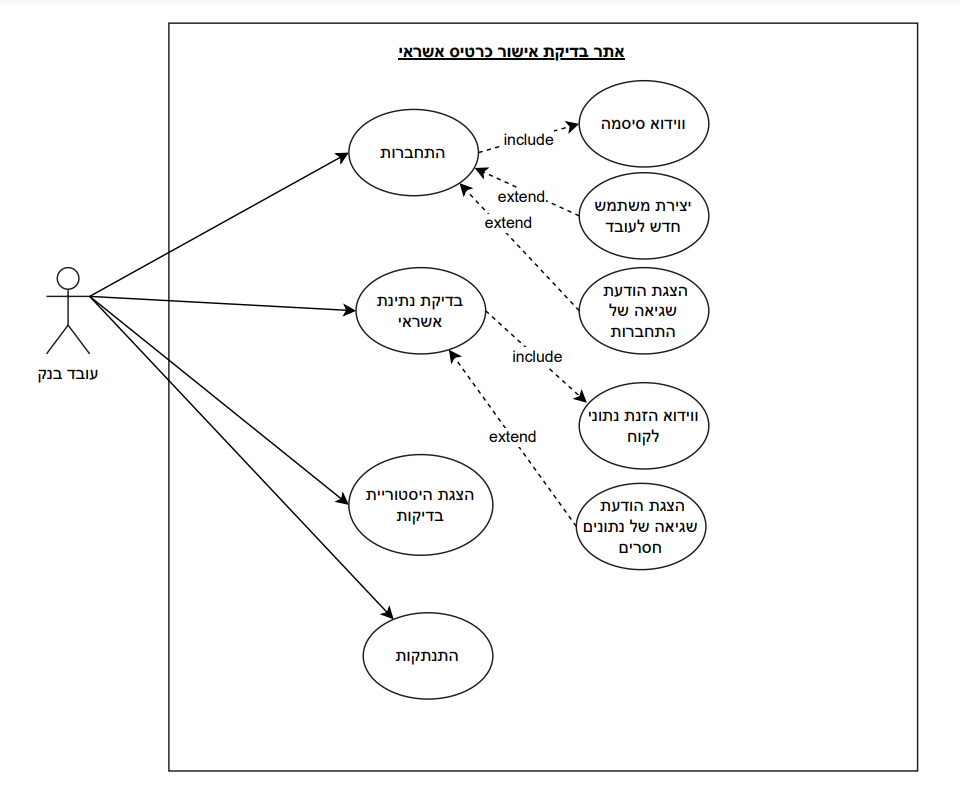 אתר בדיקת אישור כרטיס אשראי
התחברות
include
ווידוא סיסמה
extend
יצירת משתמש
חדש לעובד
extend
הצגת הודעת
שגיאה של
התחברות
עובד בנק
בדיקת נתינת
אשראי
include
ווידוא הזנת נתוני
לקוח
extend
הצגת היסטוריית
בדיקות
הצגת הודעת
שגיאה של נתונים
חסרים
התנתקות